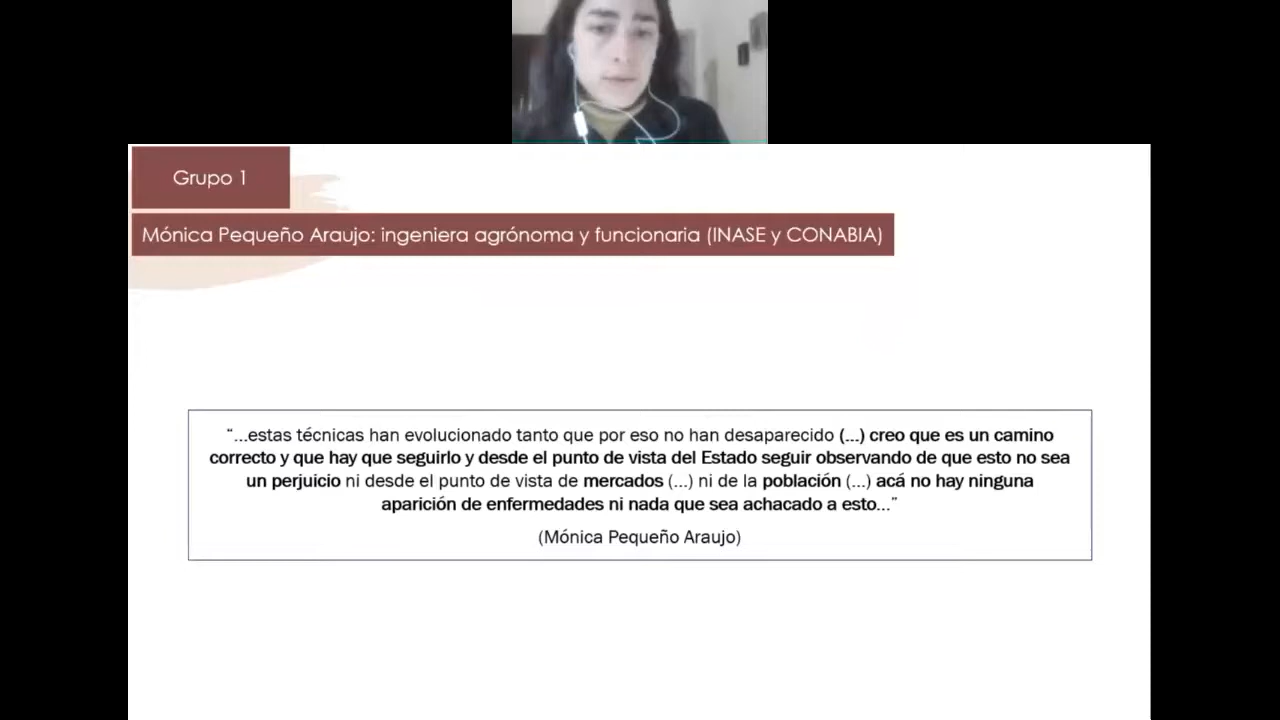 Grupo 1
Mónica Pequeño Araujo: ingeniera agrónoma y funcionaria (INASE y CONABIA)
“...estas técnicas han evolucionado tanto que por eso no han desaparecido (...) creo que es un camino
correcto y que hay que seguirlo y desde el punto de vista del Estado seguir observando de que esto no sea
un perjuicio ni desde el punto de vista de mercados (...) ni de la población (...) acá no hay ninguna
aparición de enfermedades ni nada que sea achacado a esto...”
(Mónica Pequeño Araujo)